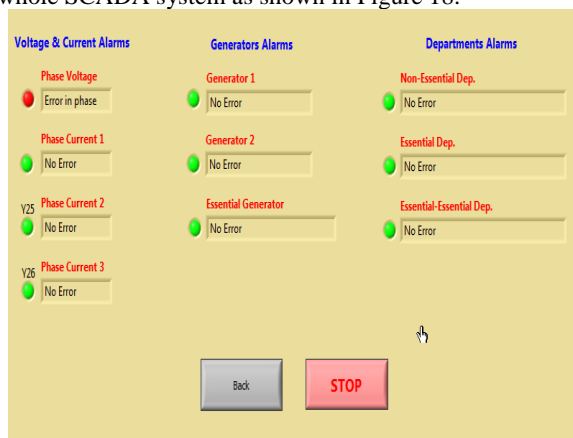 whole SCADA system as shown in Figure 18.
Voltage & Current Alarms
Phase Voltage
Error in phase
Phase Current 1
No Error
Y25
Phase Current 2
No Error
Y26
Phase Current 3
No Error
Generators Alarms
Generator 1
No Error
Generator 2
No Error
Essential Generator
No Error
Departments Alarms
Non-Essential Dep.
No Error
Essential Dep.
No Error
Essential-Essential Dep.
No Error
Back
STOP